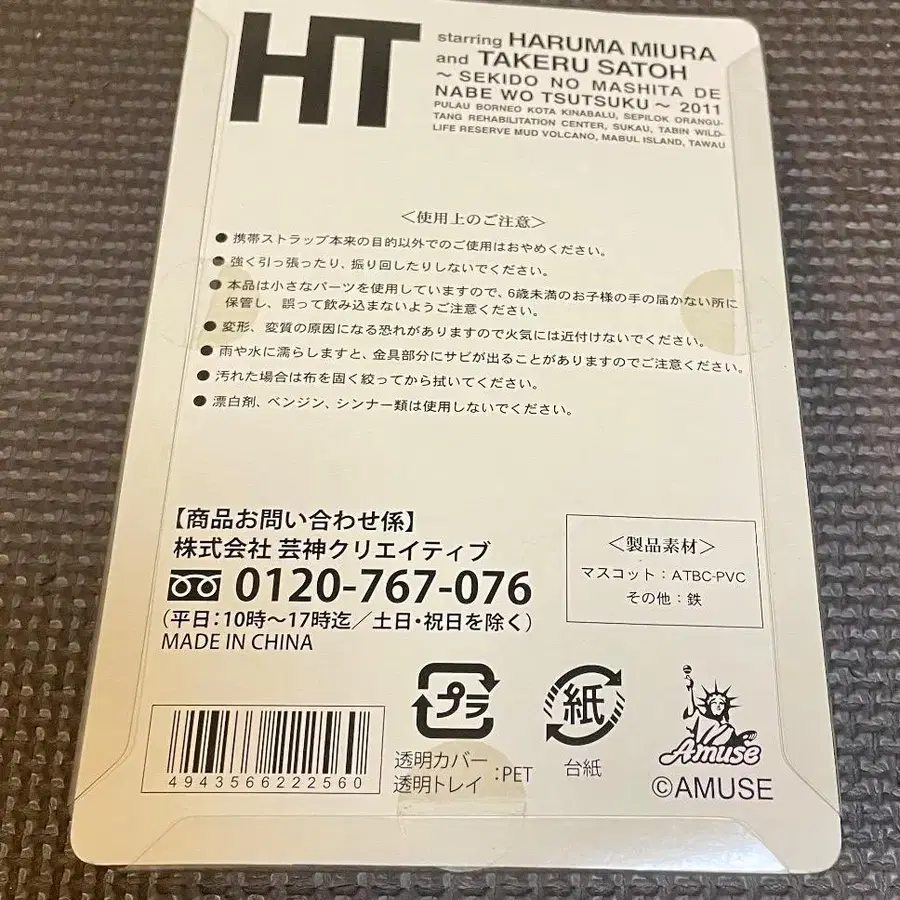 HT
starring HARUMA MIURA
and TAKERU SATOH
～ SEKIDO NO MASHITA DE
NABE WO TSUTSUKU ～ 2011
PULAU BORNEO KOTA KINABALU, SEPILOK ORANGU-
TANG REHABILITATION CENTER, SUKAU, TABIN WILD-
LIFE RESERVE MUD VOLCANO, MABUL ISLAND, TAWAU
＜使用上のご注意＞
●携帯ストラップ本来の目的以外でのご使用はおやめください。
●強く引っ張ったり、振り回したりしないでください。
●本品は小さなパーツを使用していますので、6歳未満のお子様の手の届かない所に
保管し、誤って飲み込まないようご注意ください。
●変形、変質の原因になる恐れがありますので火気には近付けないでください。
●雨や水に濡らしますと、金具部分にサビが出ることがありますのでご注意ください。
●汚れた場合は布を固く絞ってから拭いてください。
●漂白剤、ベンジン、シンナー類は使用しないでください。
【商品お問い合わせ係】
株式会社 芸神クリエイティブ
0120-767-076
(平日：10時～17時迄／土日・祝日を除く)
MADE IN CHINA
＜製品素材＞
マスコット：ATBC-PVC
その他：鉄
4943566222560
プラ
透明カバー
透明トレイ
：PET
紙
台紙
Amuse
©AMUSE